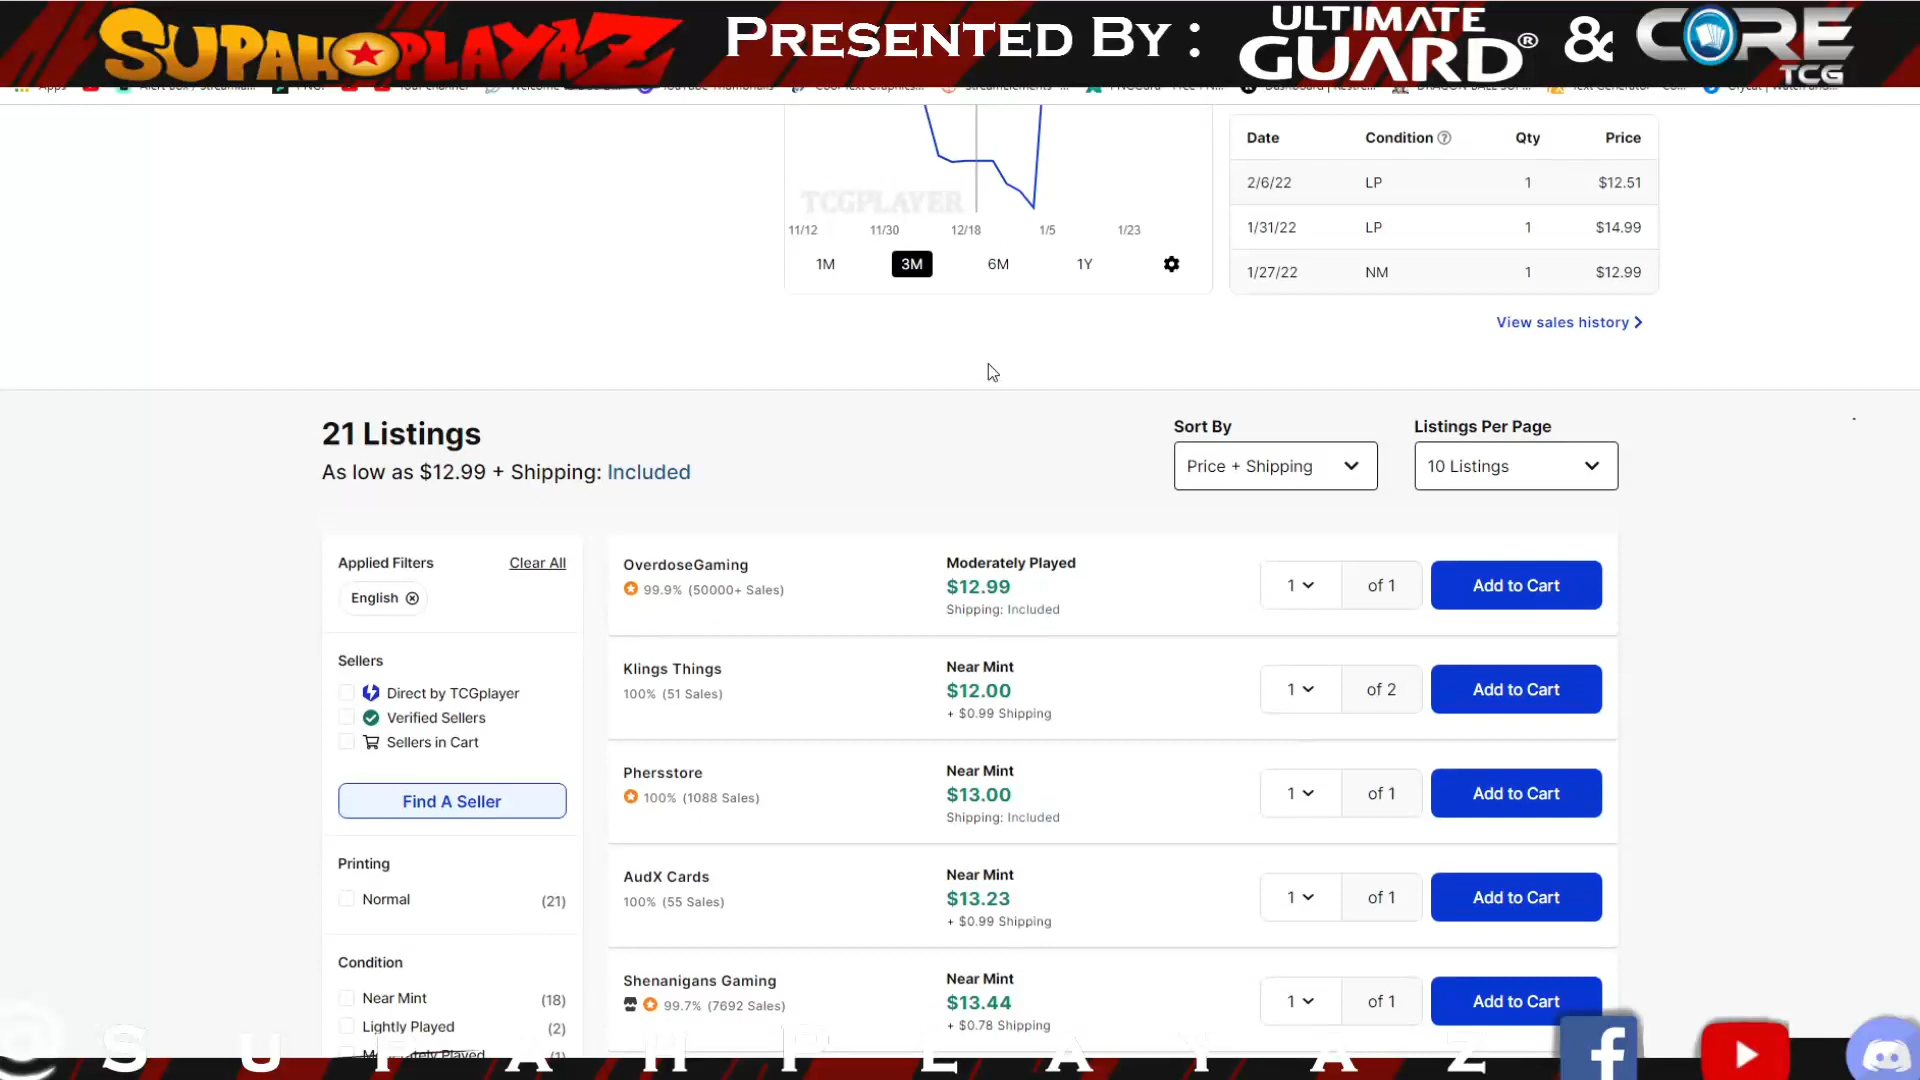 SUPAHPLAYAZ PRESENTED BY : ULTIMATE GUARD® & CORE TCG
Date Condition Qty Price
2/6/22 LP 1 $12.51
1/31/22 LP 1 $14.99
1/27/22 NM 1 $12.99
TCGPLAYER
11/12 11/30 12/18 1/5 1/23
1M 3M 6M 1Y
View sales history
21 Listings
As low as $12.99 + Shipping: Included
Sort By
Price + Shipping
Listings Per Page
10 Listings
Applied Filters Clear All
English
Sellers
Direct by TCGplayer
Verified Sellers
Sellers in Cart
Find A Seller
Printing
Normal (21)
Condition
Near Mint (18)
Lightly Played (2)
OverdoseGaming
99.9% (50000+ Sales)
Moderately Played
$12.99
Shipping: Included
1 of 1 Add to Cart
Klings Things
100% (51 Sales)
Near Mint
$12.00
+ $0.99 Shipping
1 of 2 Add to Cart
Phersstore
100% (1088 Sales)
Near Mint
$13.00
Shipping: Included
1 of 1 Add to Cart
AudX Cards
100% (55 Sales)
Near Mint
$13.23
+ $0.99 Shipping
1 of 1 Add to Cart
Shenanigans Gaming
99.7% (7692 Sales)
Near Mint
$13.44
+ $0.78 Shipping
1 of 1 Add to Cart
@SUPAHPLAYAZ